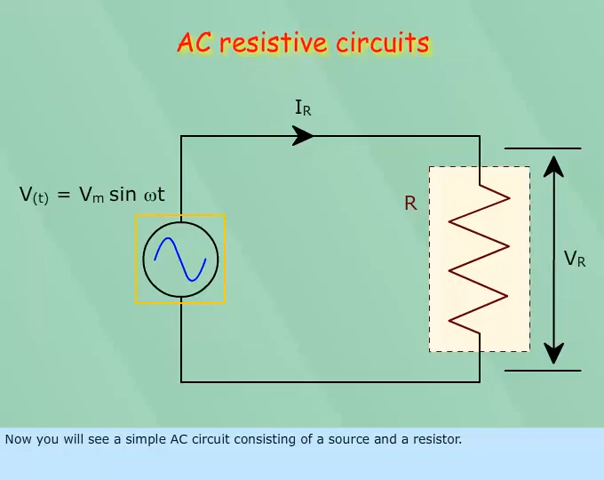 AC resistive circuits
IR
V(t) = Vm sin ωt
R
VR
Now you will see a simple AC circuit consisting of a source and a resistor.